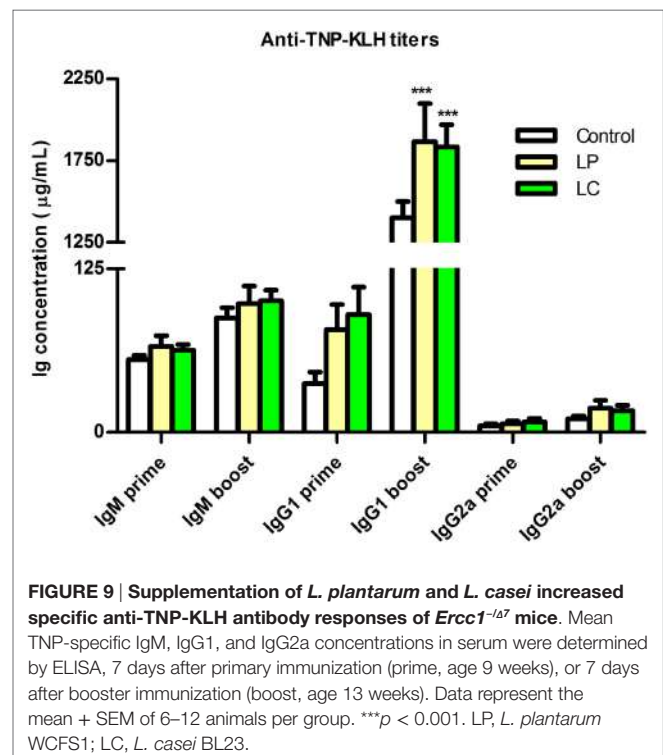 Anti-TNP-KLH titers
Ig concentration ( µg/mL)
2250
1750
1250
125
0
*** ***
Control
LP
LC
IgM prime
IgM boost
IgG1 prime
IgG1 boost
IgG2a prime
IgG2a boost
FIGURE 9 | Supplementation of L. plantarum and L. casei increased
specific anti-TNP-KLH antibody responses of Ercc1−/Δ7 mice. Mean
TNP-specific IgM, IgG1, and IgG2a concentrations in serum were determined
by ELISA, 7 days after primary immunization (prime, age 9 weeks), or 7 days
after booster immunization (boost, age 13 weeks). Data represent the
mean + SEM of 6–12 animals per group. ***p < 0.001. LP, L. plantarum
WCFS1; LC, L. casei BL23.